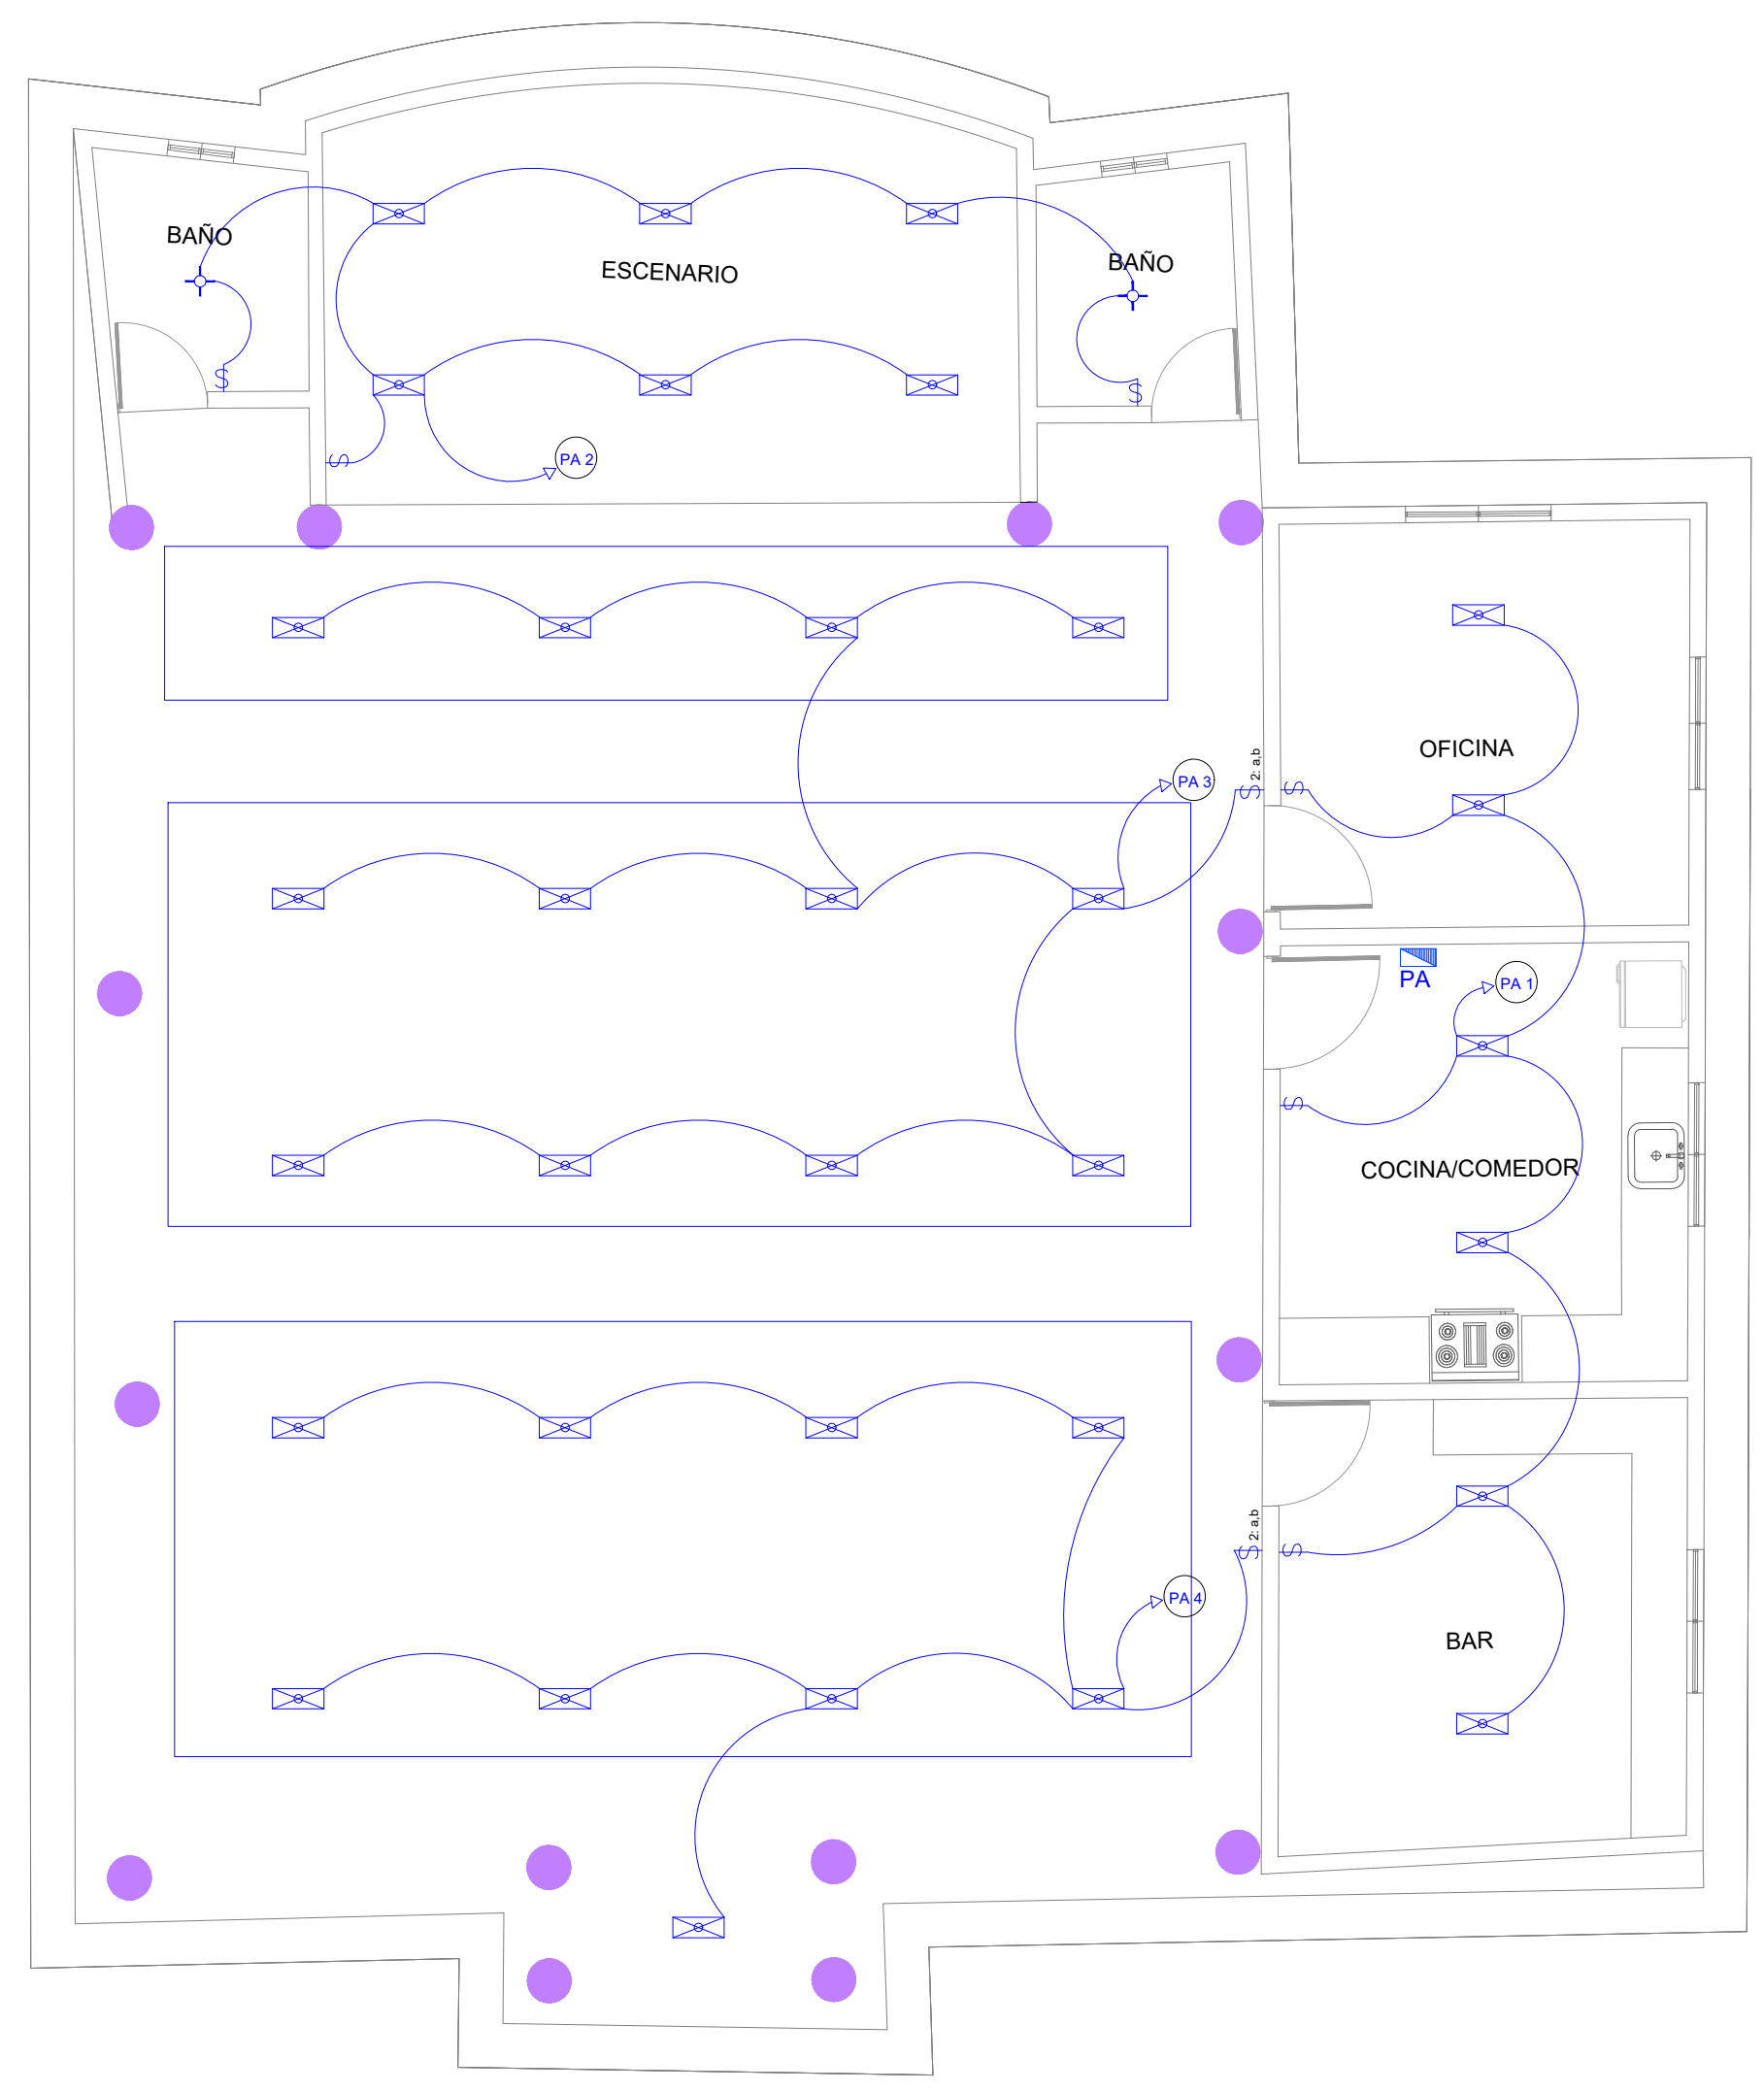 BAÑO
ESCENARIO
BAÑO
PA 2
S
S
S
OFICINA
2: a,b
PA 3
S
S
PA
PA 1
S
COCINA/COMEDOR
2: a,b
S
S
PA 4
BAR